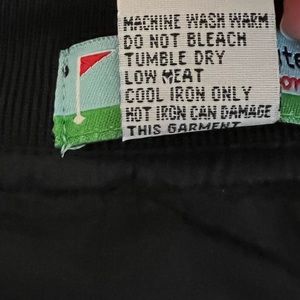 MACHINE WASH WARM
DO NOT BLEACH
TUMBLE DRY
LOW HEAT
COOL IRON ONLY
HOT IRON CAN DAMAGE
THIS GARMENT